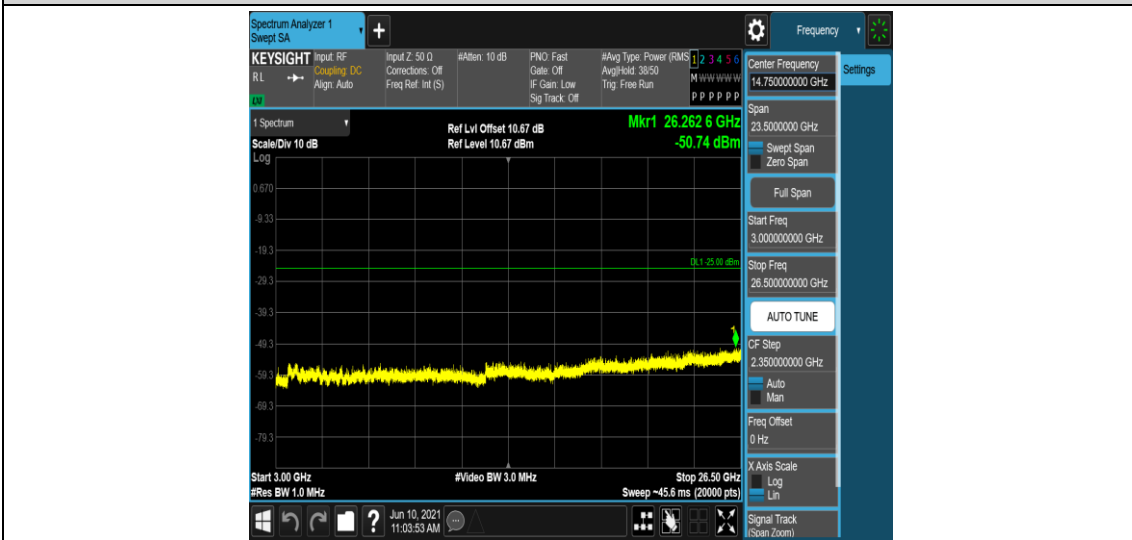 Spectrum Analyzer 1
Swept SA
+
Frequency
KEYSIGHT
RL
LXI
Input: RF
Coupling: DC
Align: Auto
Input Z: 50 Ω
Corrections: Off
Freq Ref: Int (S)
#Atten: 10 dB
PNO: Fast
Gate: Off
IF Gain: Low
Sig Track: Off
#Avg Type: Power (RMS
Avg|Hold: 38/50
Trig: Free Run
1 2 3 4 5 6
M W W W W W
P P P P P P
1 Spectrum
Scale/Div 10 dB
Log
Ref Lvl Offset 10.67 dB
Ref Level 10.67 dBm
Mkr1 26.262 6 GHz
-50.74 dBm
0.670
-9.33
-19.3
-29.3
-39.3
-49.3
-59.3
-69.3
-79.3
DL1 -25.00 dBm
1
Start 3.00 GHz
#Res BW 1.0 MHz
#Video BW 3.0 MHz
Stop 26.50 GHz
Sweep ~45.6 ms (20000 pts)
Jun 10, 2021
11:03:53 AM
?
Center Frequency
14.750000000 GHz
Settings
Span
23.5000000 GHz
Swept Span
Zero Span
Full Span
Start Freq
3.000000000 GHz
Stop Freq
26.500000000 GHz
AUTO TUNE
CF Step
2.350000000 GHz
Auto
Man
Freq Offset
0 Hz
X Axis Scale
Log
Lin
Signal Track
(Span Zoom)